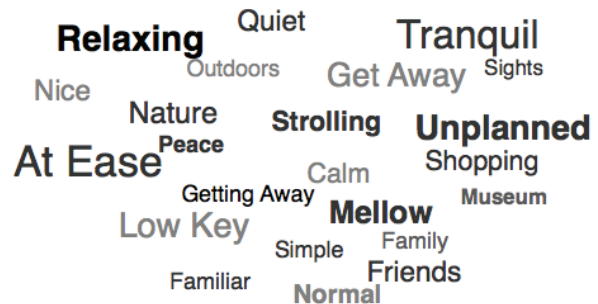 Quiet
Relaxing
Tranquil
Outdoors
Get Away
Sights
Nice
Nature
Strolling
Unplanned
Peace
At Ease
Shopping
Calm
Getting Away
Museum
Mellow
Low Key
Family
Simple
Friends
Familiar
Normal